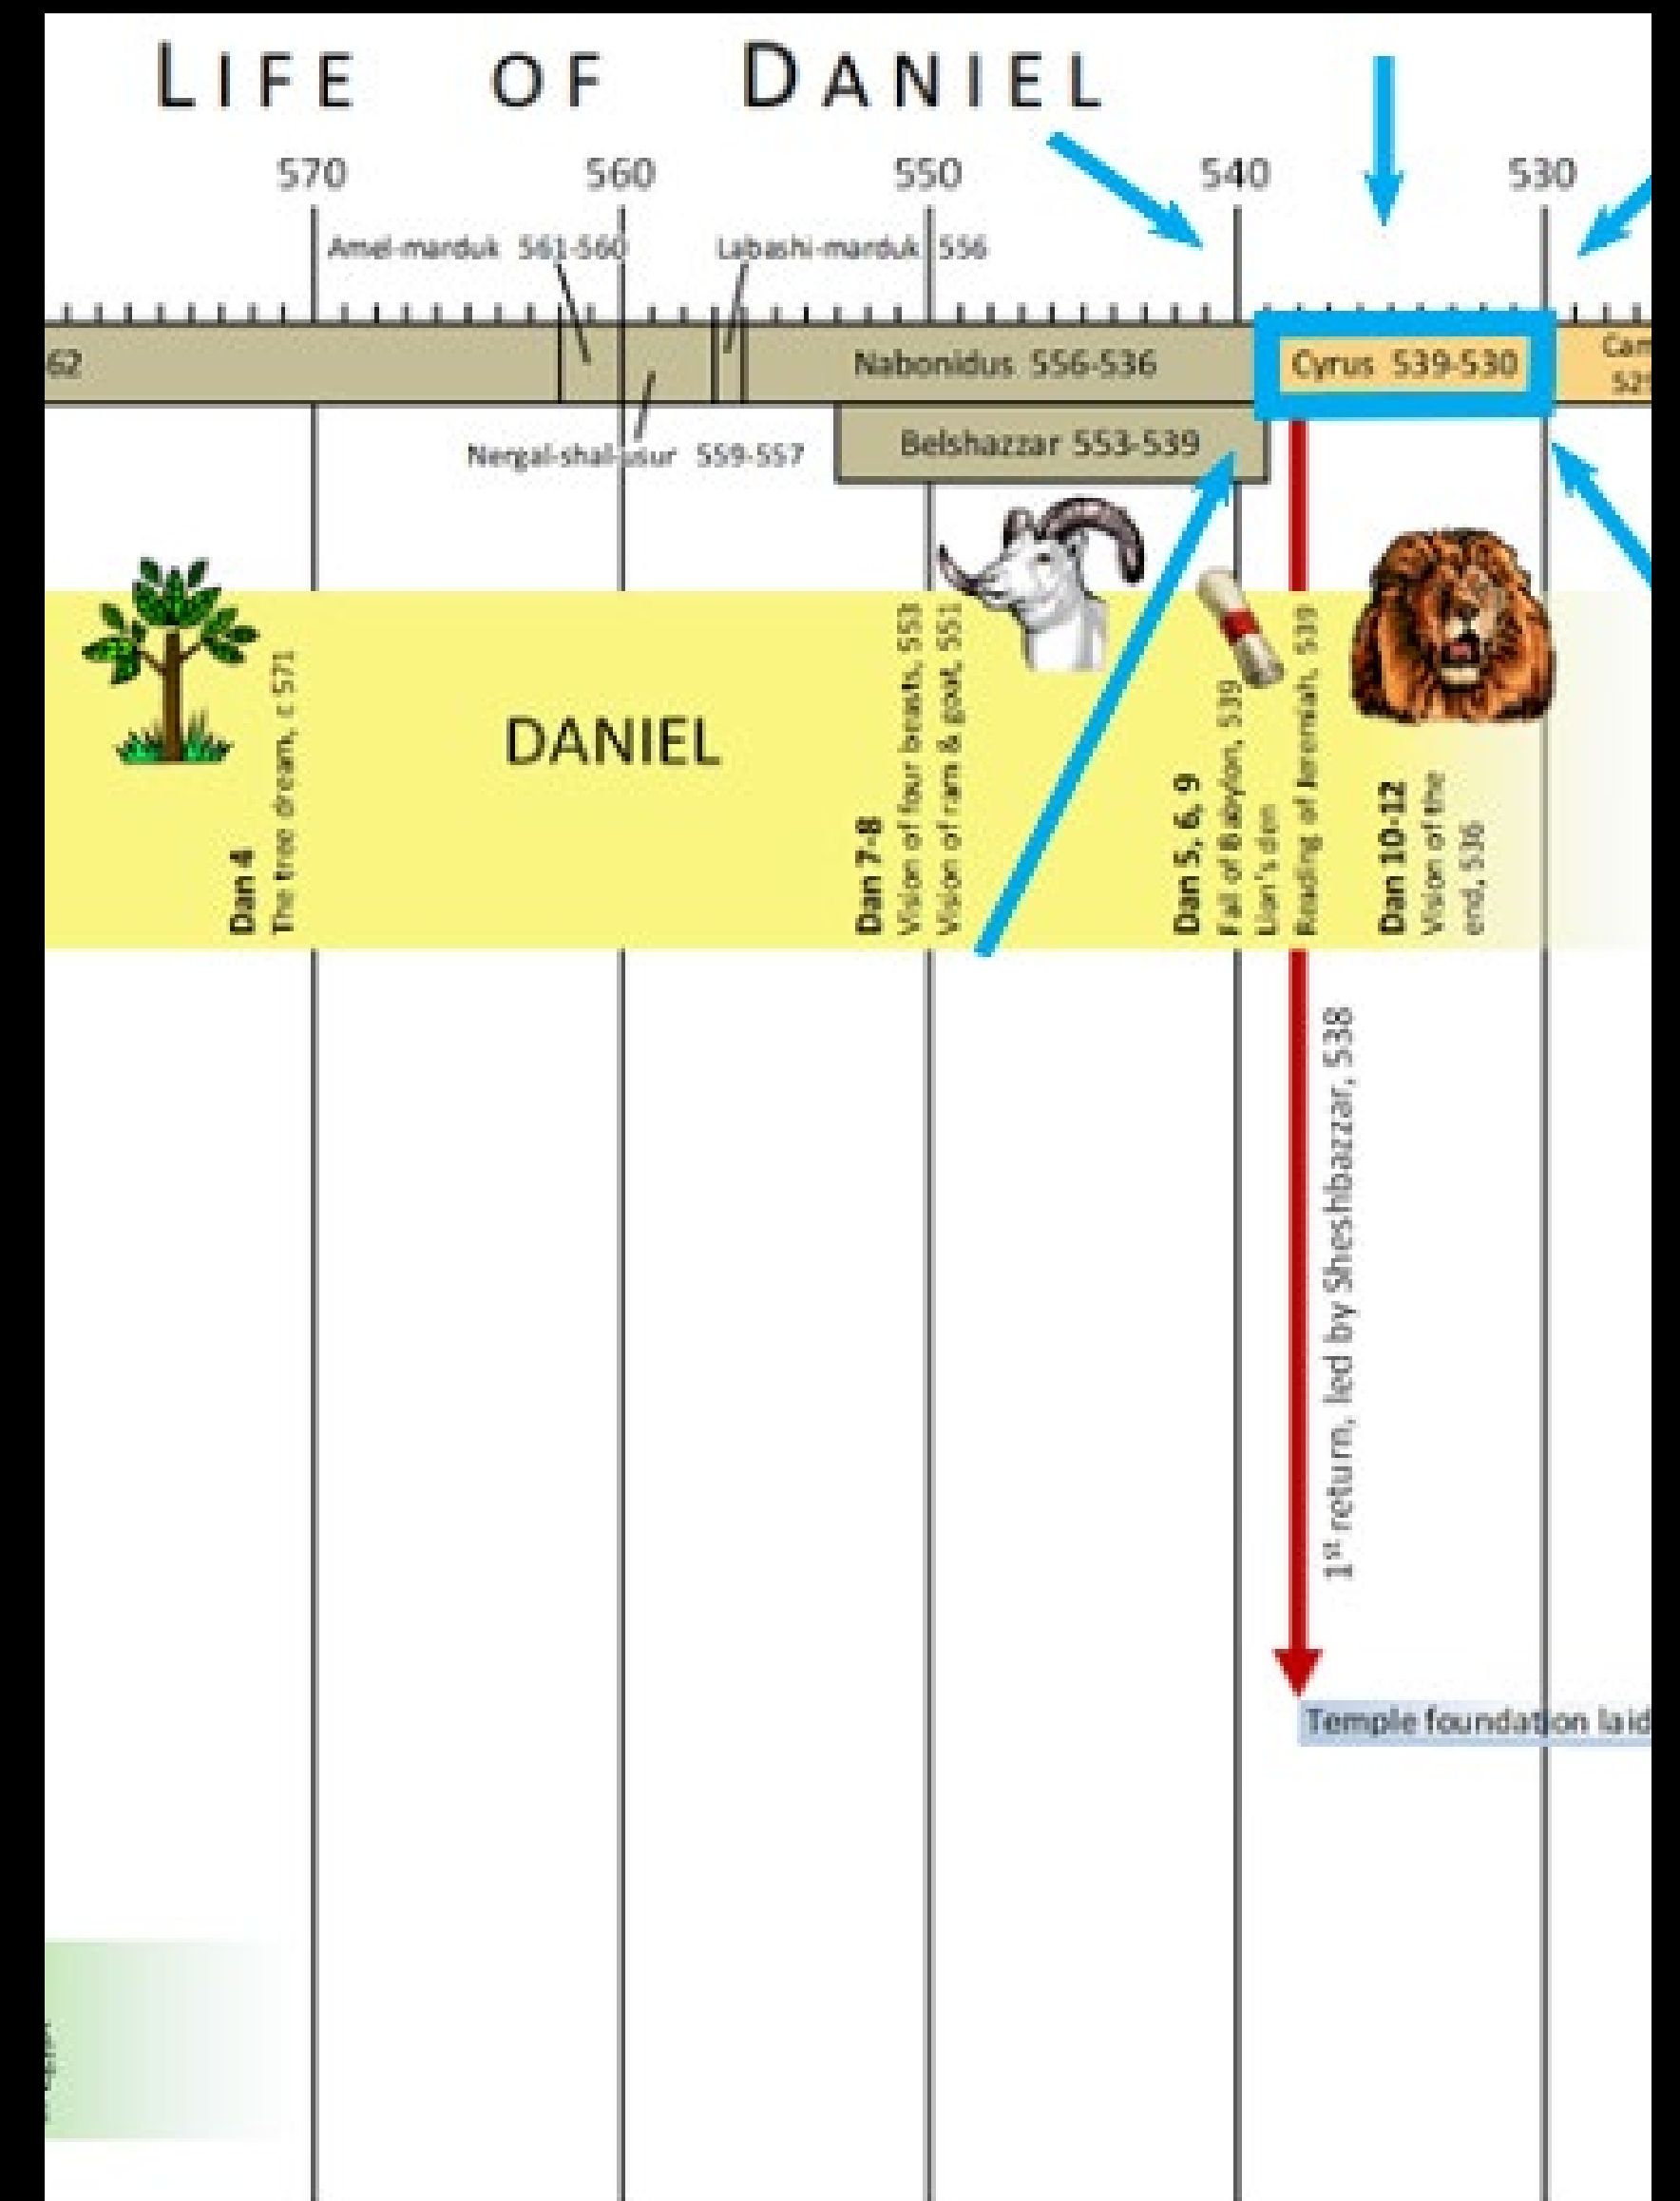 LIFE OF DANIEL
570 560 550 540 530
Amel-marduk 561-560 Labashi-marduk 556
62
Nabonidus 556-536
Cyrus 539-530
Belshazzar 553-539
Nergal-shal-usur 559-557
DANIEL
Dan 4
The tree dream, c 571
Dan 7-8
Vision of four beasts, 553
Vision of ram & goat, 551
Dan 5, 6, 9
Fall of Babylon, 539
Lion's den
Reading of Jeremiah, 539
Dan 10-12
Vision of the
end, 536
1st return, led by Sheshbazzar, 538
Temple foundation laid